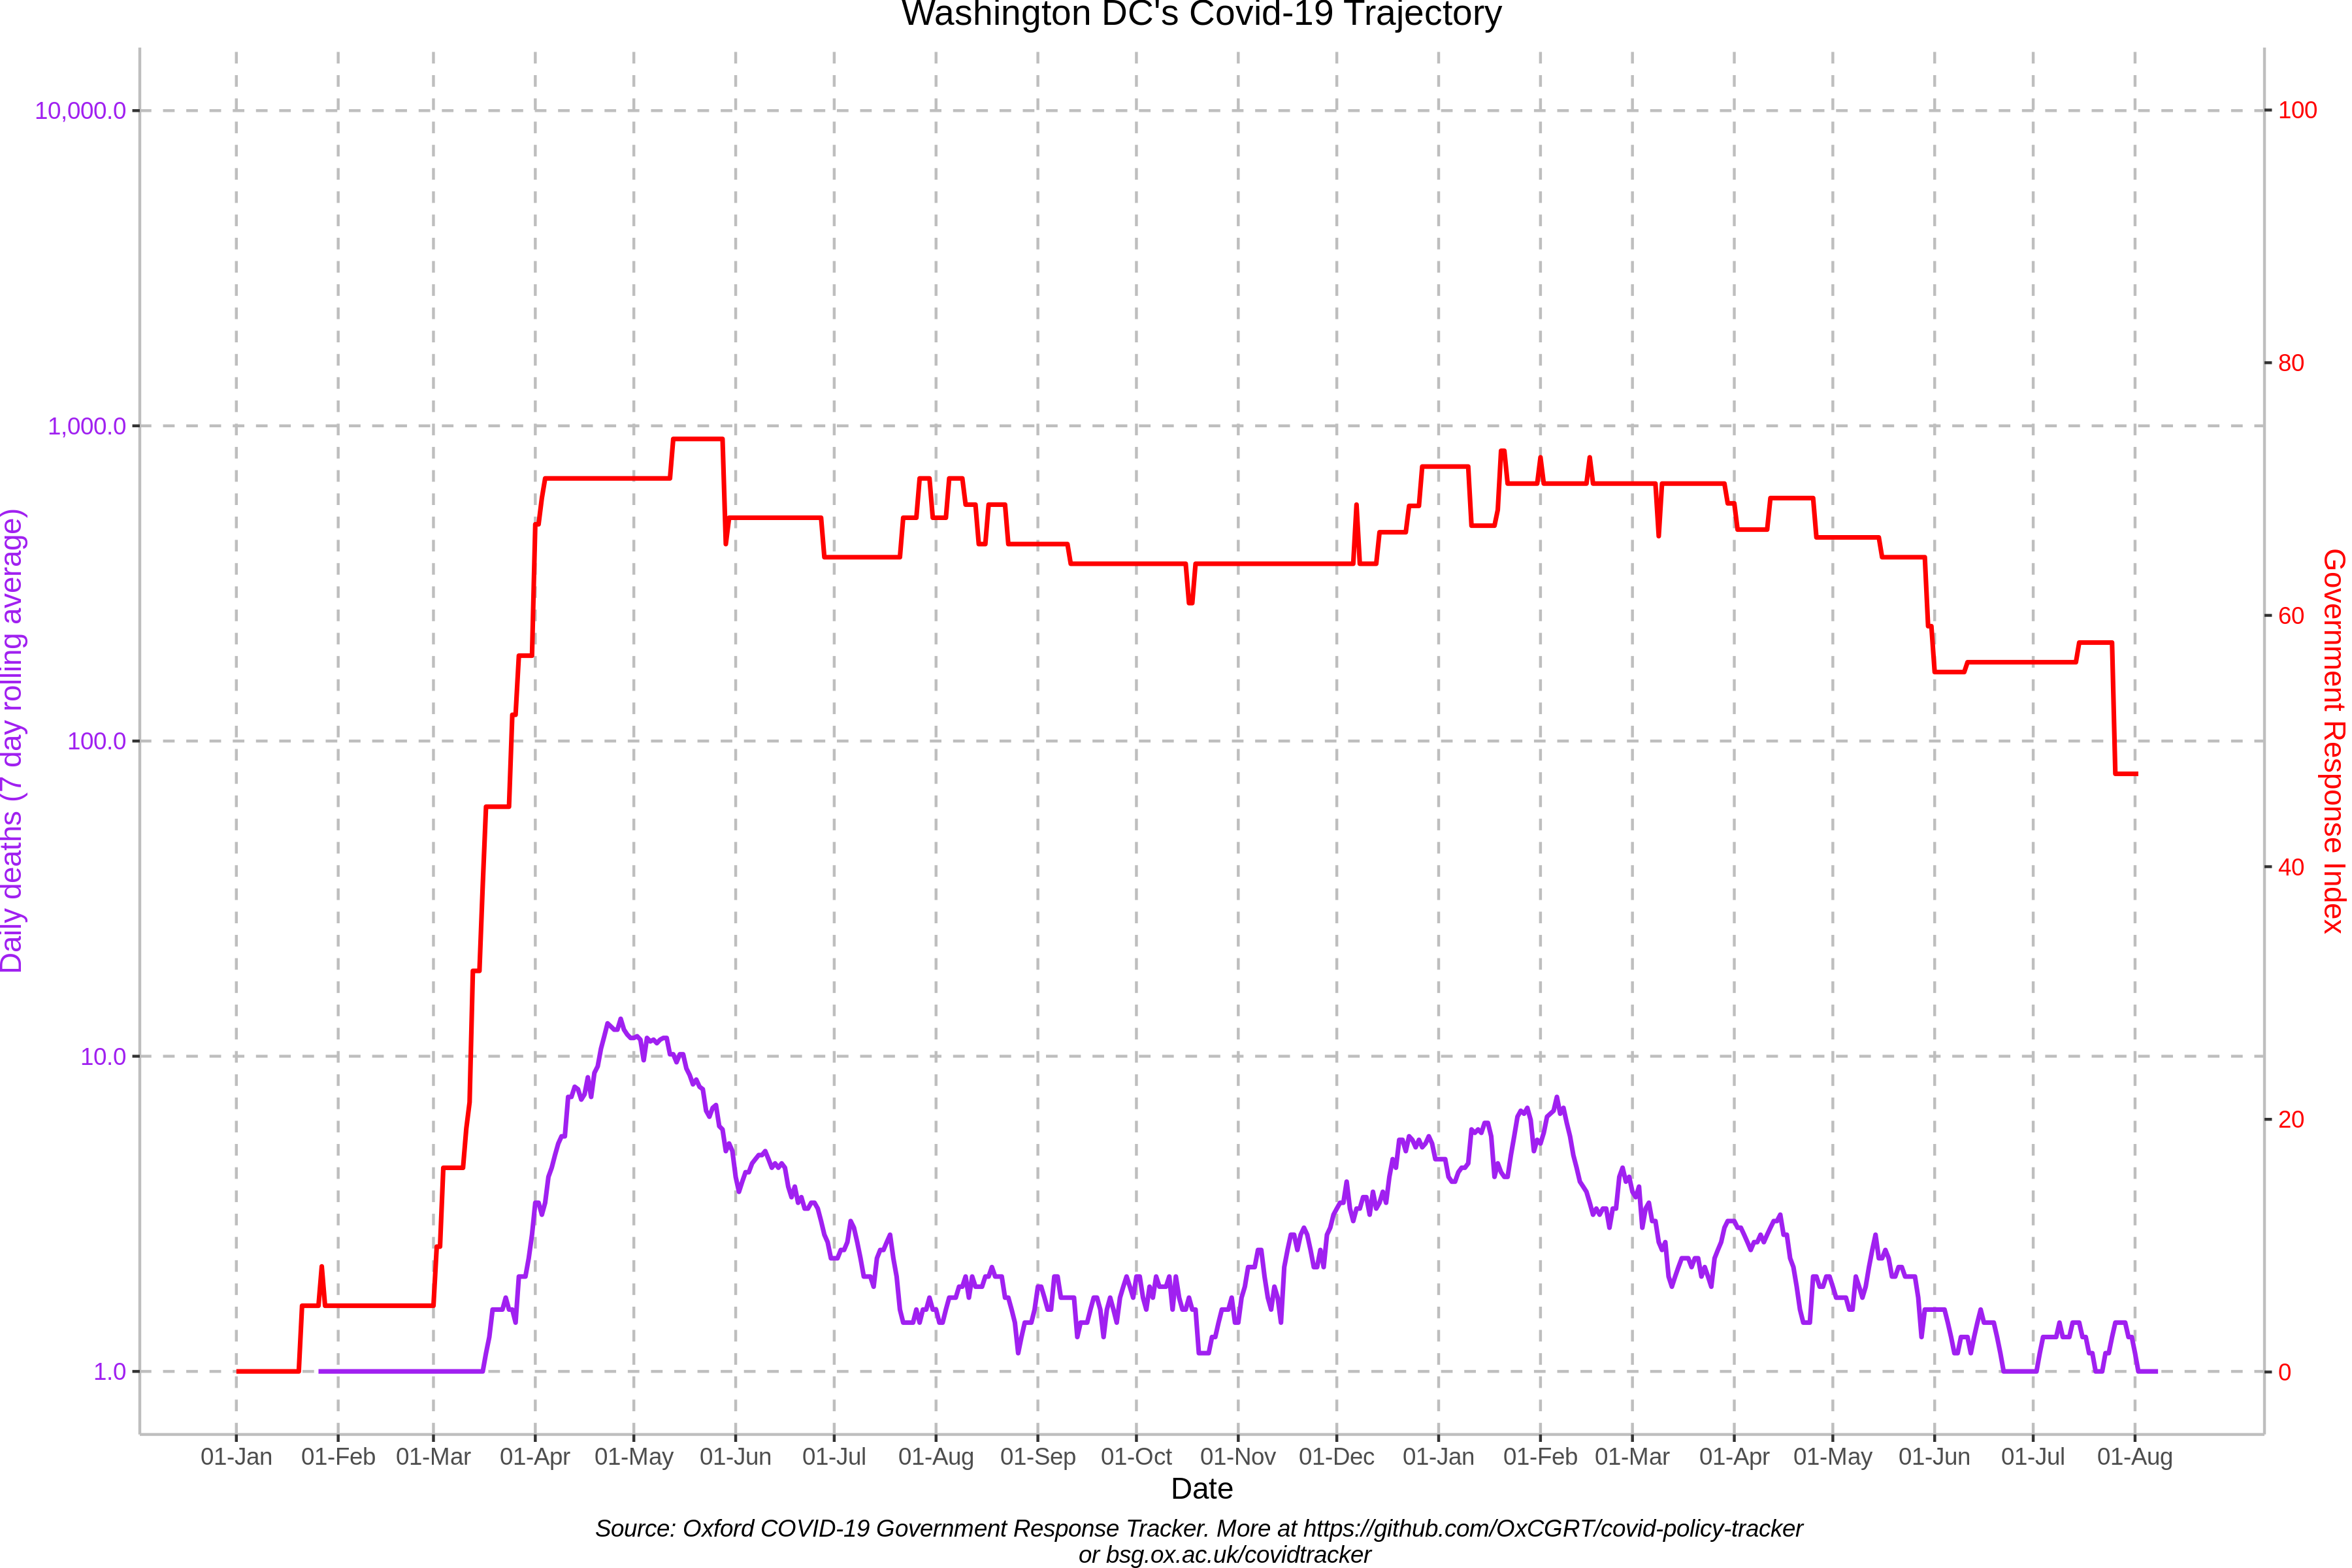 Washington DC's Covid-19 Trajectory
Daily deaths (7 day rolling average)
10,000.0
1,000.0
100.0
10.0
1.0
100
80
60
40
20
0
Government Response Index
01-Jan 01-Feb 01-Mar 01-Apr 01-May 01-Jun 01-Jul 01-Aug 01-Sep 01-Oct 01-Nov 01-Dec 01-Jan 01-Feb 01-Mar 01-Apr 01-May 01-Jun 01-Jul 01-Aug
Date
Source: Oxford COVID-19 Government Response Tracker. More at https://github.com/OxCGRT/covid-policy-tracker
or bsg.ox.ac.uk/covidtracker